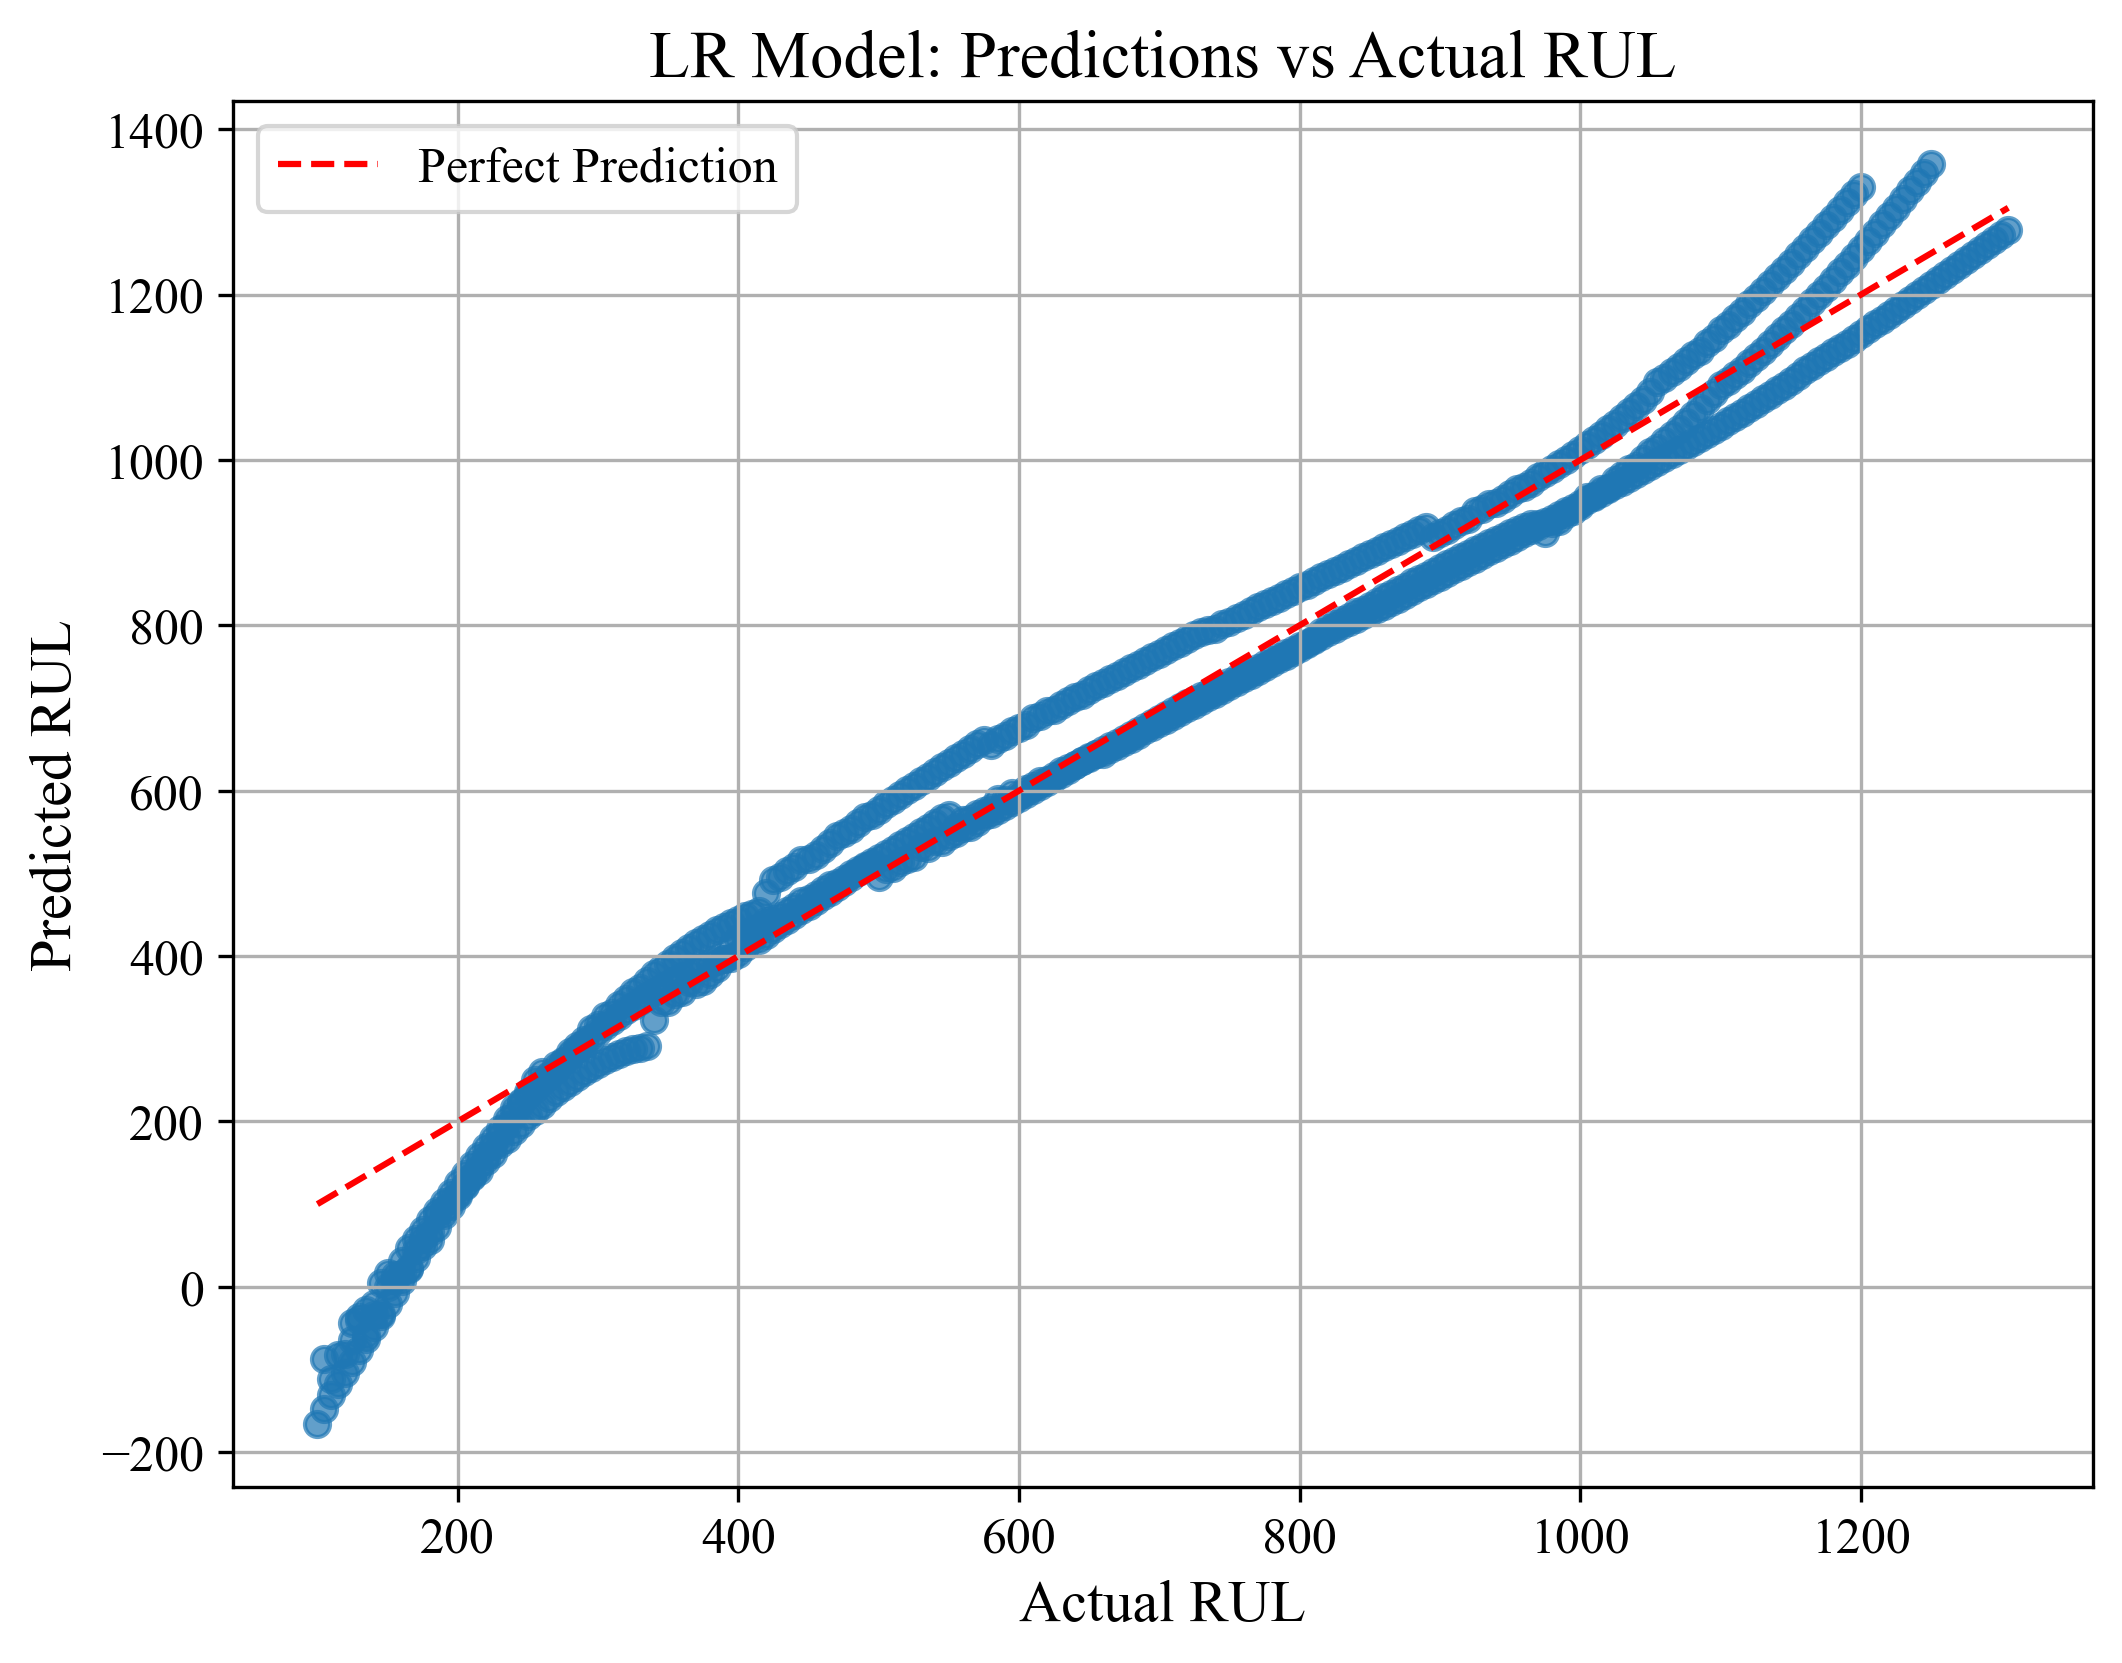 LR Model: Predictions vs Actual RUL
Perfect Prediction
Predicted RUL
1400
1200
1000
800
600
400
200
0
−200
200 400 600 800 1000 1200
Actual RUL